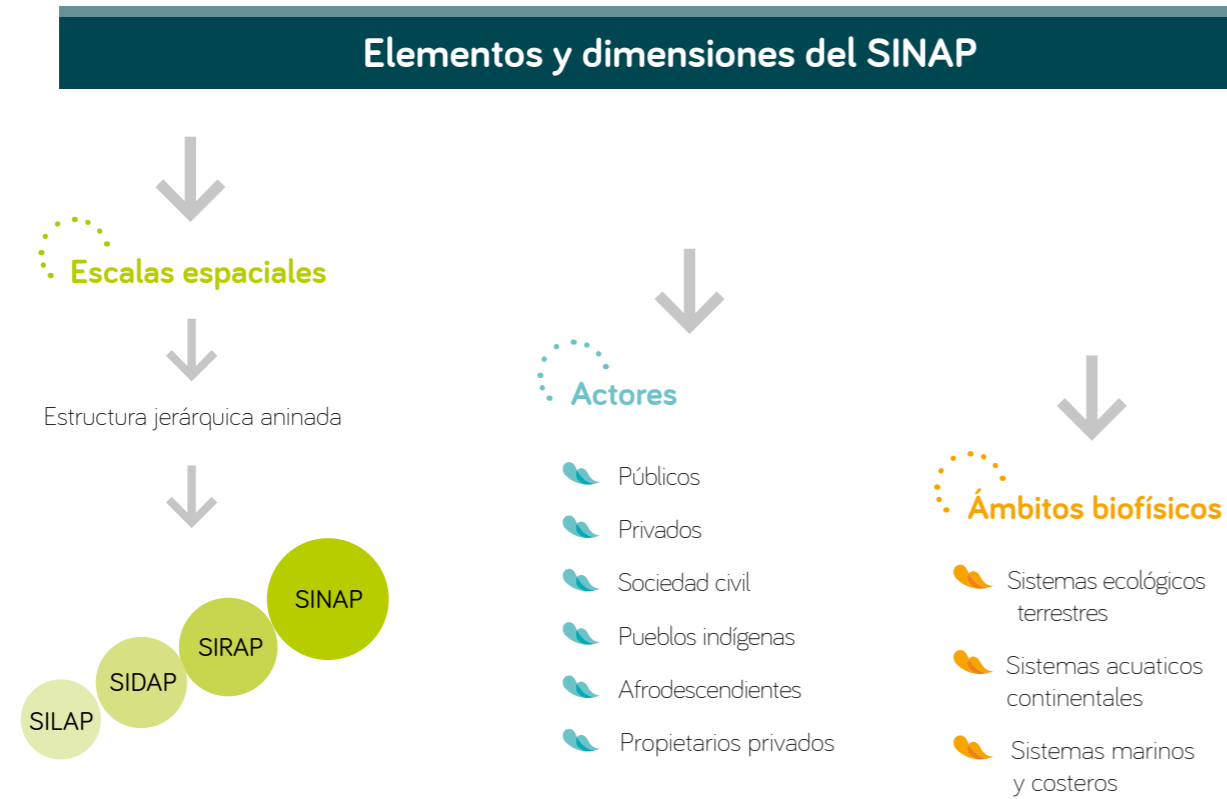 Elementos y dimensiones del SINAP
Escalas espaciales
Estructura jerárquica aninada
SINAP
SIRAP
SIDAP
SILAP
Actores
Públicos
Privados
Sociedad civil
Pueblos indígenas
Afrodescendientes
Propietarios privados
Ámbitos biofísicos
Sistemas ecológicos
terrestres
Sistemas acuaticos
continentales
Sistemas marinos
y costeros